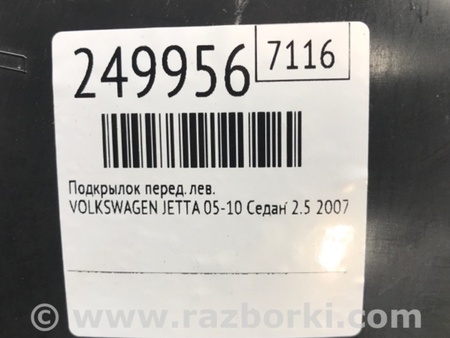 249956
7116
Подкрылок перед. лев.
VOLKSWAGEN JETTA 05-10 Седан 2.5 2007
© www.razborki.com